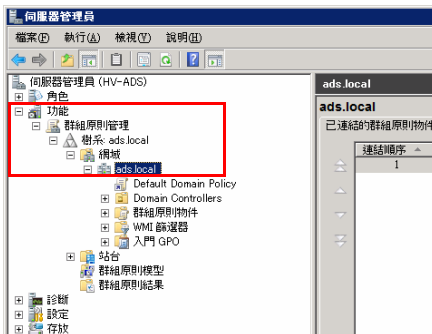 伺服器管理員
檔案(F) 執行(A) 檢視(V) 說明(H)
伺服器管理員 (HV-ADS)
角色
功能
群組原則管理
樹系: ads.local
網域
ads.local
Default Domain Policy
Domain Controllers
群組原則物件
WMI 篩選器
入門 GPO
站台
群組原則模型
群組原則結果
診斷
設定
存放
ads.local
ads.local
已連結的群組原則物件
連結順序
1